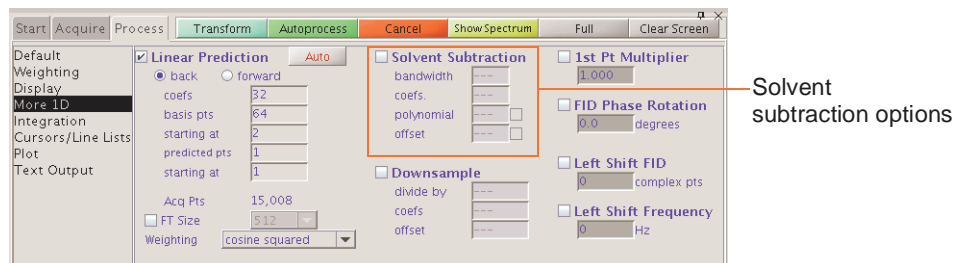 Start Acquire Process Transform Autoprocess Cancel Show Spectrum Full Clear Screen
Default
Weighting
Display
More 1D
Integration
Cursors/Line Lists
Plot
Text Output
Linear Prediction Auto
back forward
coefs 32
basis pts 64
starting at 2
predicted pts 1
starting at 1
Acq Pts 15,008
FT Size 512
Weighting cosine squared
Solvent Subtraction
bandwidth ---
coefs. ---
polynomial ---
offset ---
Downsample
divide by ---
coefs ---
offset ---
1st Pt Multiplier
1.000
FID Phase Rotation
0.0 degrees
Left Shift FID
0 complex pts
Left Shift Frequency
0 Hz
Solvent
subtraction options